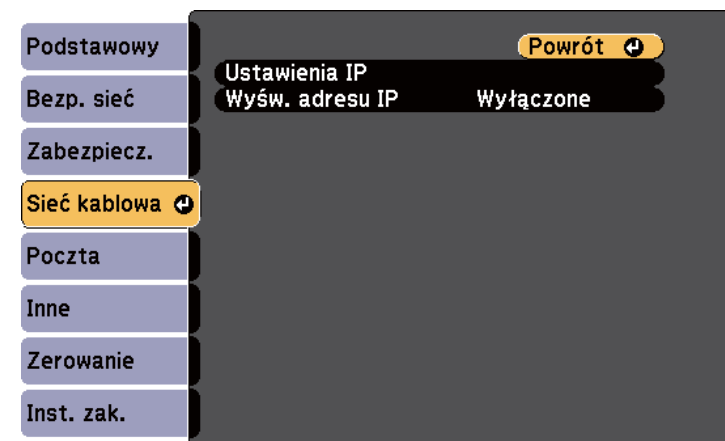 Podstawowy
Bezp. sieć
Zabezpiecz.
Sieć kablowa
Poczta
Inne
Zerowanie
Inst. zak.
Powrót
Ustawienia IP
Wyśw. adresu IP Wyłączone